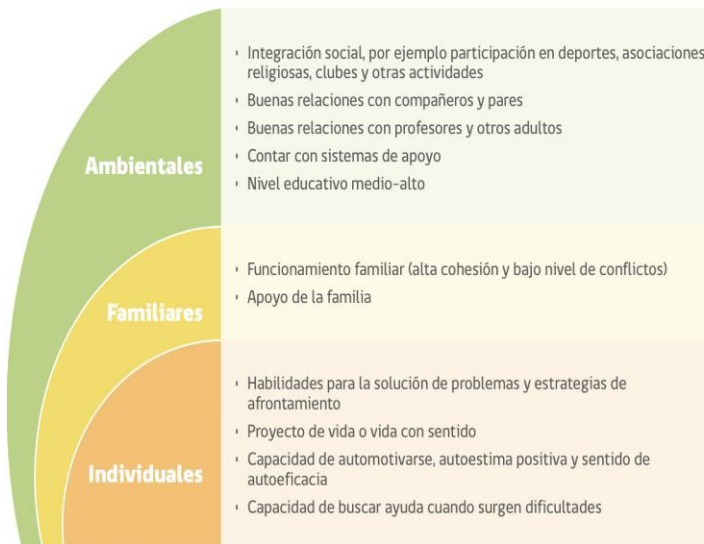 Ambientales
· Integración social, por ejemplo participación en deportes, asociaciones
religiosas, clubes y otras actividades
· Buenas relaciones con compañeros y pares
· Buenas relaciones con profesores y otros adultos
· Contar con sistemas de apoyo
· Nivel educativo medio-alto
Familiares
· Funcionamiento familiar (alta cohesión y bajo nivel de conflictos)
· Apoyo de la familia
Individuales
· Habilidades para la solución de problemas y estrategias de
afrontamiento
· Proyecto de vida o vida con sentido
· Capacidad de automotivarse, autoestima positiva y sentido de
autoeficacia
· Capacidad de buscar ayuda cuando surgen dificultades